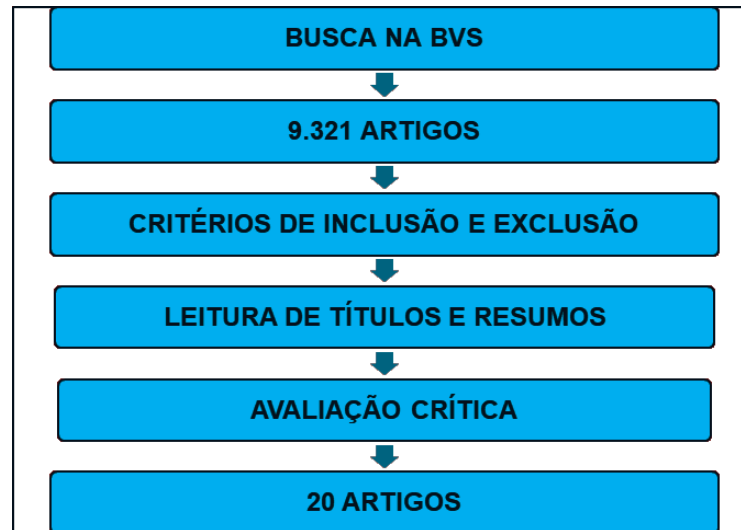 BUSCA NA BVS
9.321 ARTIGOS
CRITÉRIOS DE INCLUSÃO E EXCLUSÃO
LEITURA DE TÍTULOS E RESUMOS
AVALIAÇÃO CRÍTICA
20 ARTIGOS